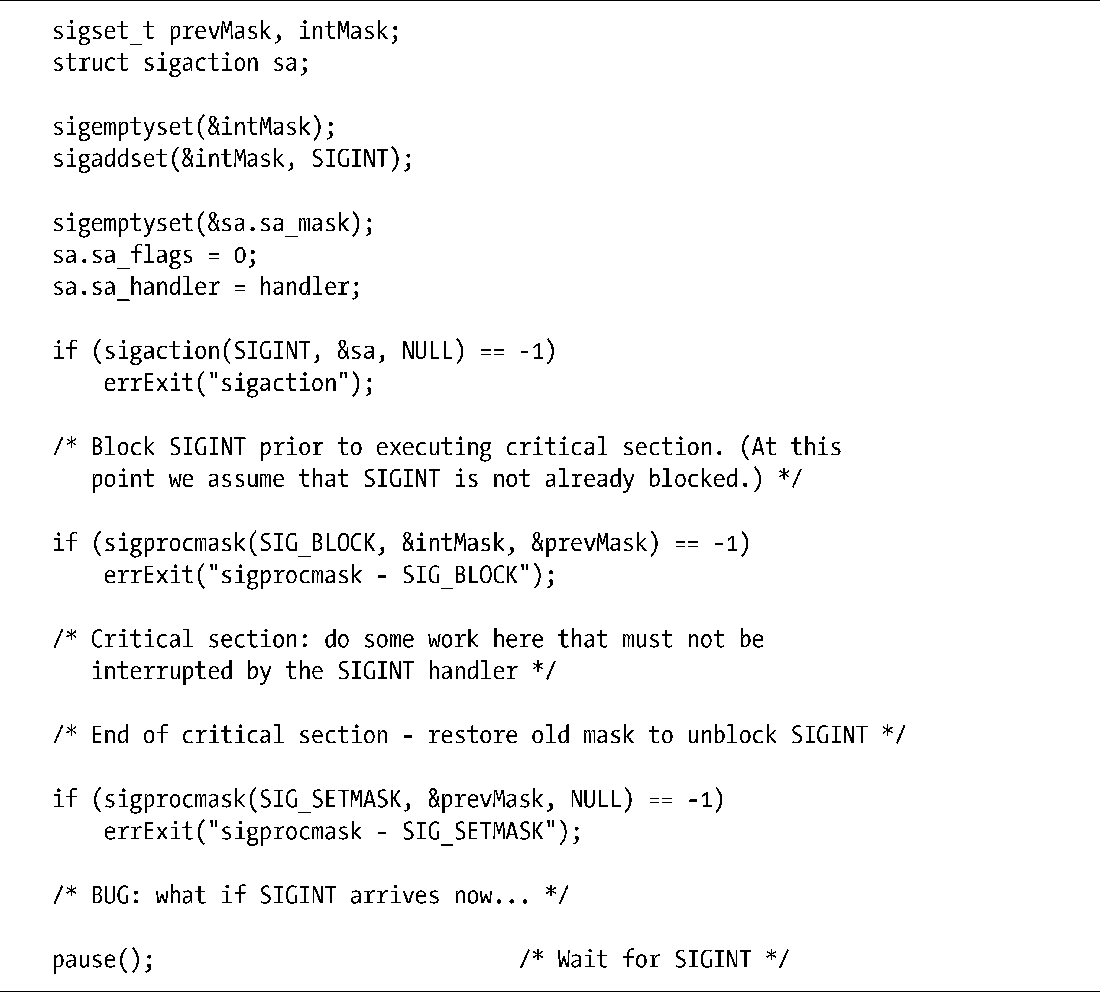 sigset_t prevMask, intMask;
struct sigaction sa;
sigemptyset(&intMask);
sigaddset(&intMask, SIGINT);
sigemptyset(&sa.sa_mask);
sa.sa_flags = 0;
sa.sa_handler = handler;
if (sigaction(SIGINT, &sa, NULL) == -1)
    errExit("sigaction");
/* Block SIGINT prior to executing critical section. (At this
   point we assume that SIGINT is not already blocked.) */
if (sigprocmask(SIG_BLOCK, &intMask, &prevMask) == -1)
    errExit("sigprocmask - SIG_BLOCK");
/* Critical section: do some work here that must not be
   interrupted by the SIGINT handler */
/* End of critical section - restore old mask to unblock SIGINT */
if (sigprocmask(SIG_SETMASK, &prevMask, NULL) == -1)
    errExit("sigprocmask - SIG_SETMASK");
/* BUG: what if SIGINT arrives now... */
pause();                            /* Wait for SIGINT */